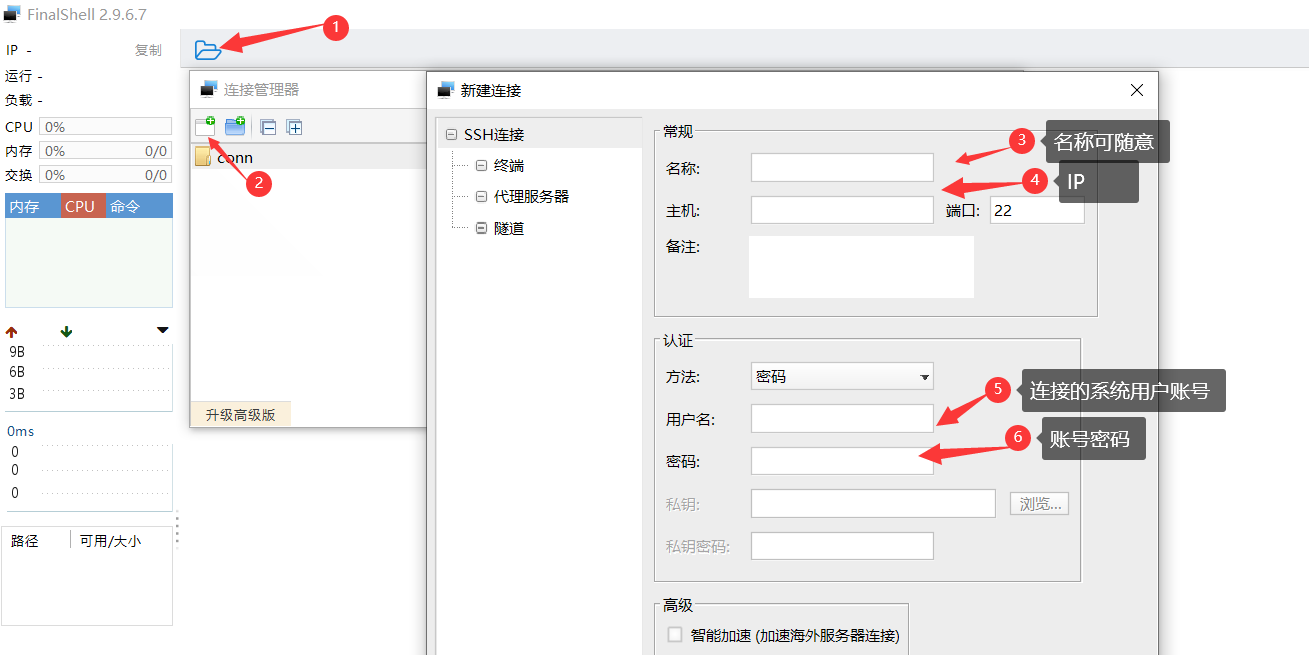 FinalShell 2.9.6.7
IP - 复制
运行 -
负载 -
CPU 0%
内存 0% 0/0
交换 0% 0/0
内存 CPU 命令
9B
6B
3B
0ms
0
0
0
路径 可用/大小
1
连接管理器
conn
2
升级高级版
新建连接
SSH连接
终端
代理服务器
隧道
常规
名称:
3 名称可随意
4 IP
主机: 端口: 22
备注:
认证
方法: 密码
5 连接的系统用户账号
用户名:
6 账号密码
密码:
私钥: 浏览...
私钥密码:
高级
智能加速 (加速海外服务器连接)